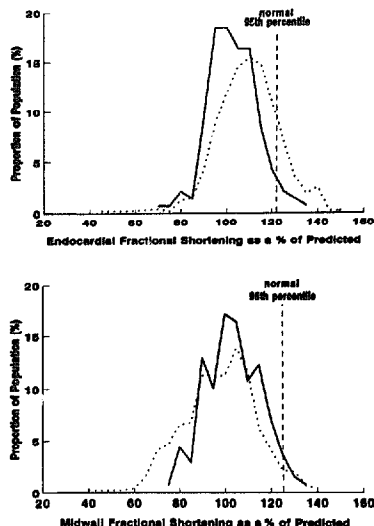 normal
95th percentile
Proportion of Population (%)
20
15
10
5
0
20 40 60 80 100 120 140 160
Endocardial Fractional Shortening as a % of Predicted
normal
95th percentile
Proportion of Population (%)
20
15
10
5
0
20 40 60 80 100 120 140 160
Midwall Fractional Shortening as a % of Predicted